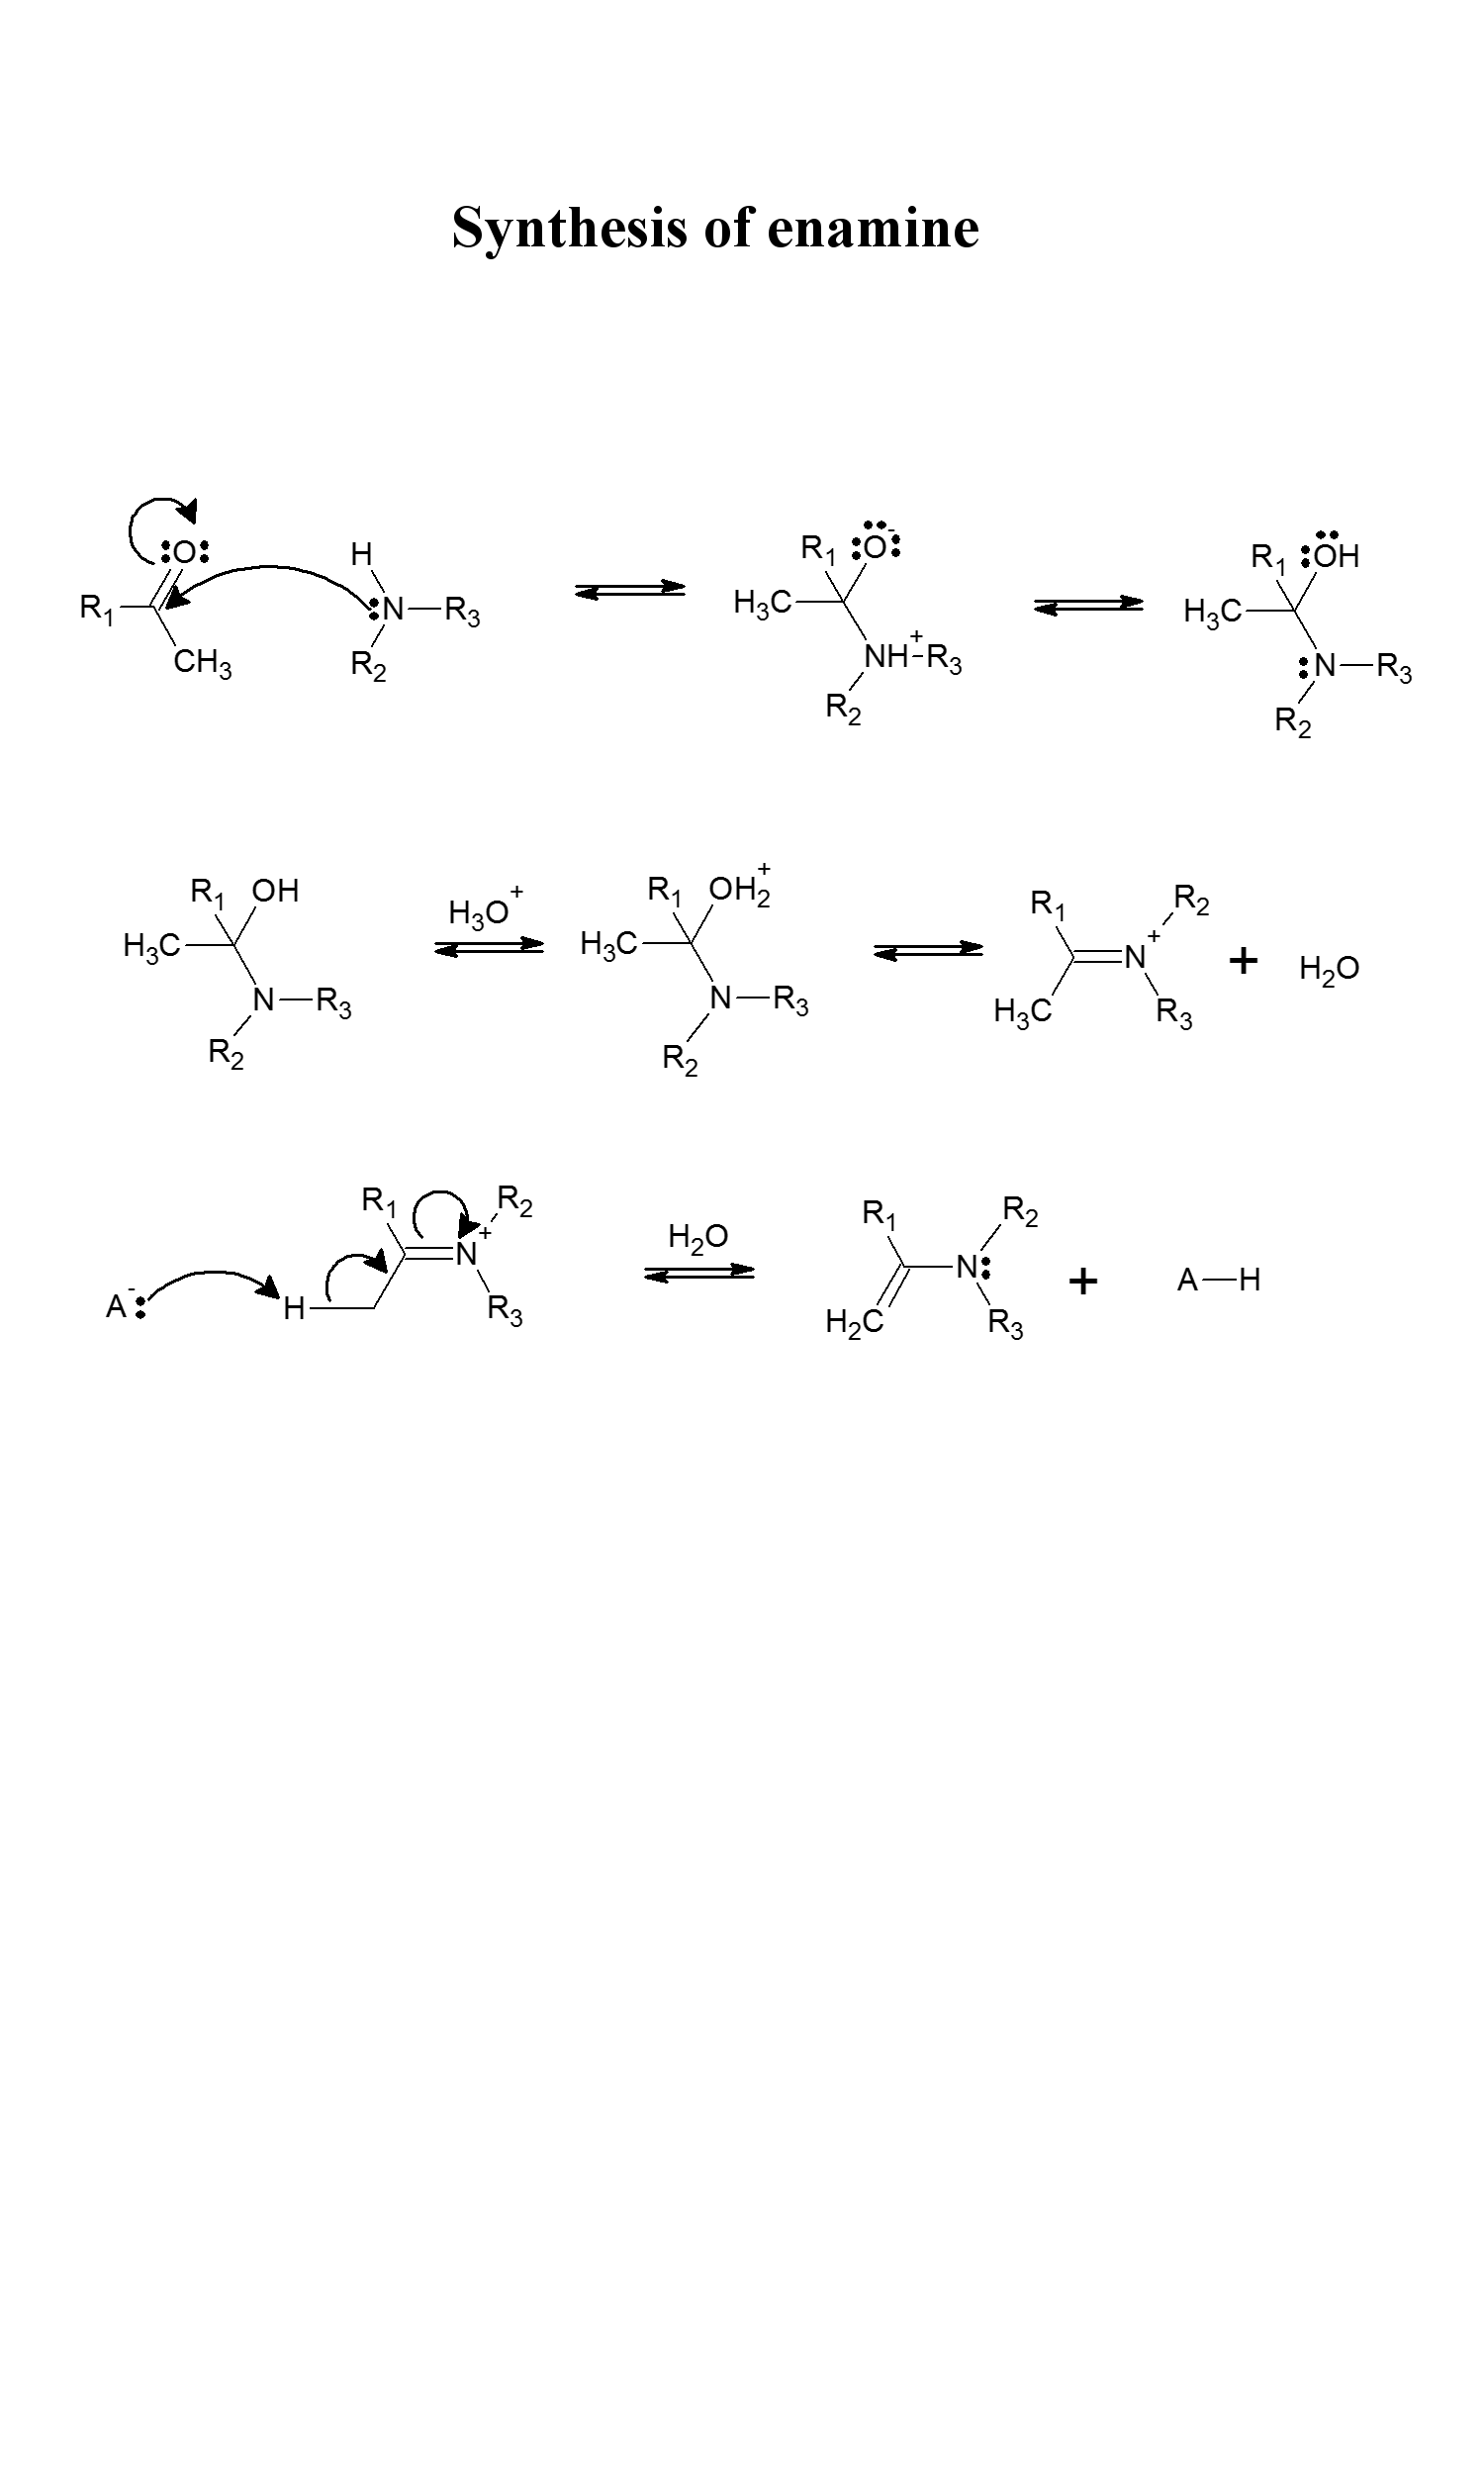 Synthesis of enamine
R1 O CH3 H N R3 R2 R1 O- H3C NH+ R3 R2 R1 OH H3C N R3 R2
R1 OH H3C N R3 R2 H3O+ R1 OH2+ H3C N R3 R2 R1 R2 N+ H3C R3 + H2O
A- H R1 R2 N+ R3 H2O R1 R2 N H2C R3 + A H